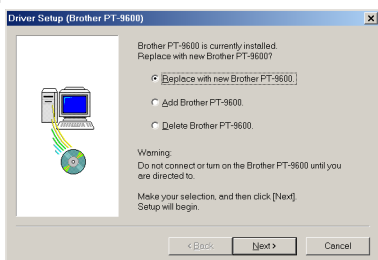 Driver Setup (Brother PT-9600)
Brother PT-9600 is currently installed.
Replace with new Brother PT-9600?
Replace with new Brother PT-9600.
Add Brother PT-9600.
Delete Brother PT-9600.
Warning:
Do not connect or turn on the Brother PT-9600 until you
are directed to.
Make your selection, and then click [Next].
Setup will begin.
< Back
Next >
Cancel